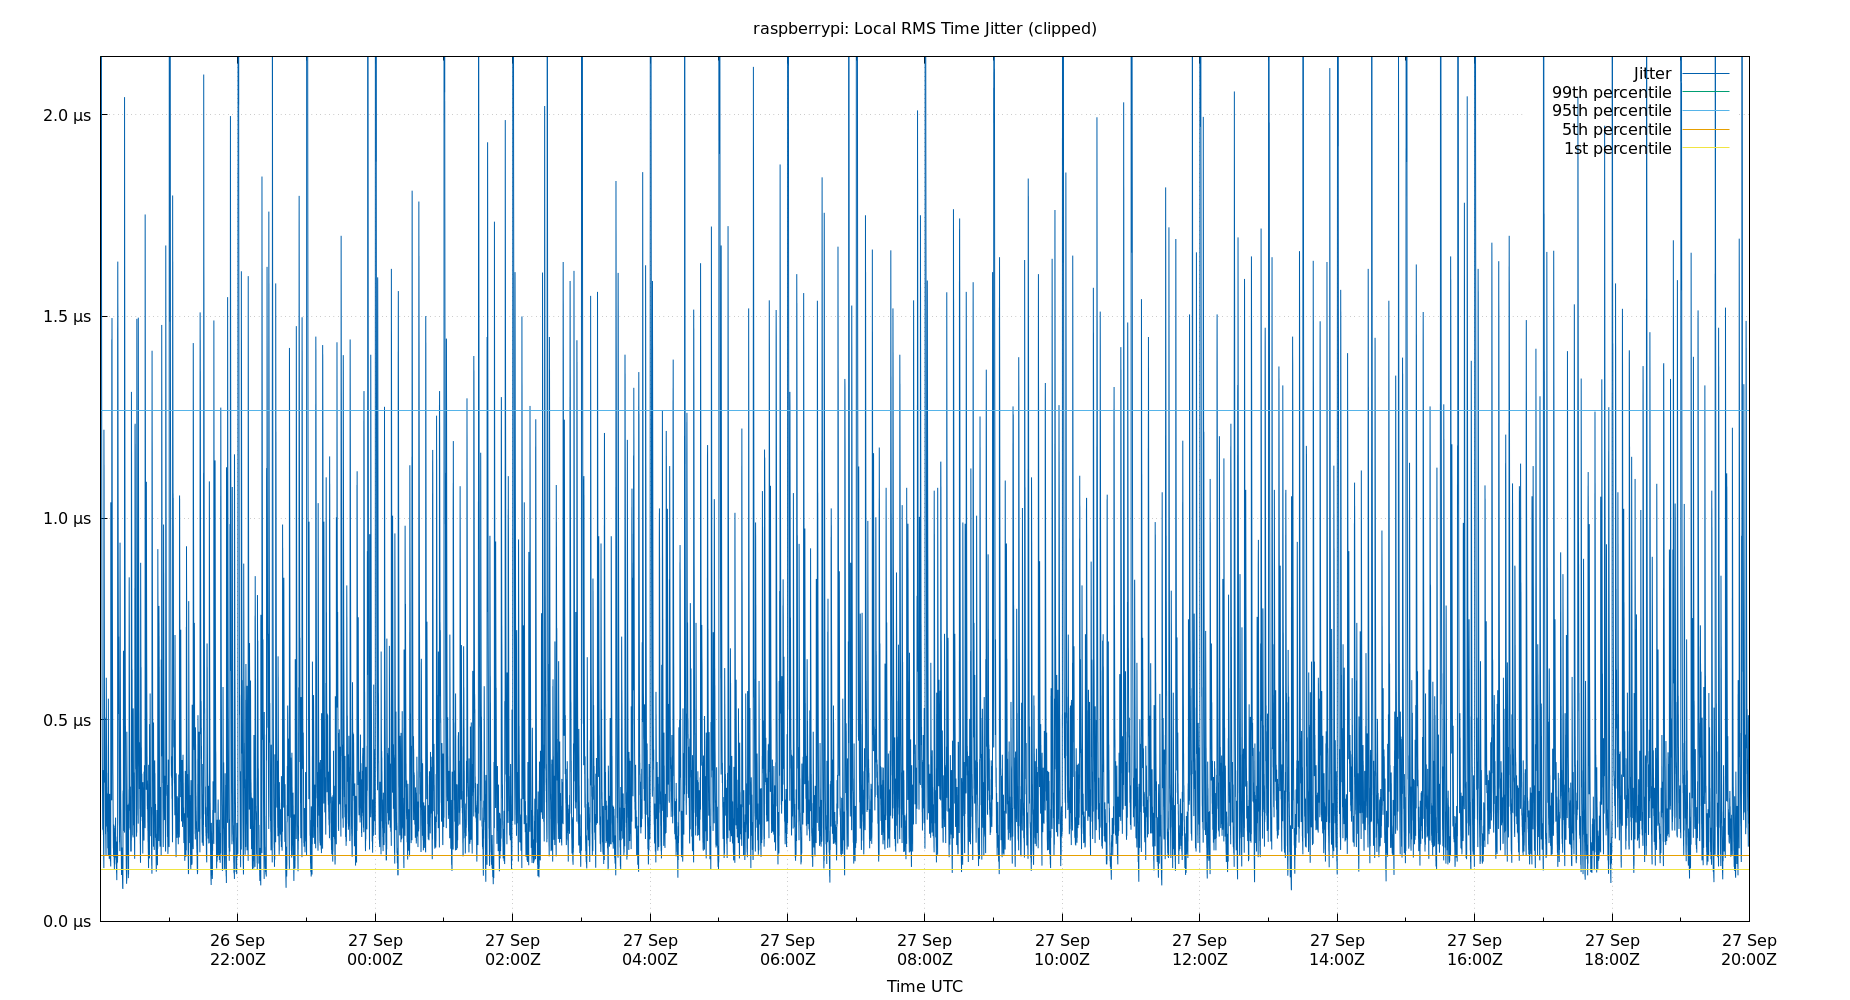 raspberrypi: Local RMS Time Jitter (clipped)
Jitter
99th percentile
95th percentile
5th percentile
1st percentile
2.0 µs
1.5 µs
1.0 µs
0.5 µs
0.0 µs
26 Sep 27 Sep 27 Sep 27 Sep 27 Sep 27 Sep 27 Sep 27 Sep 27 Sep 27 Sep 27 Sep 27 Sep
22:00Z 00:00Z 02:00Z 04:00Z 06:00Z 08:00Z 10:00Z 12:00Z 14:00Z 16:00Z 18:00Z 20:00Z
Time UTC